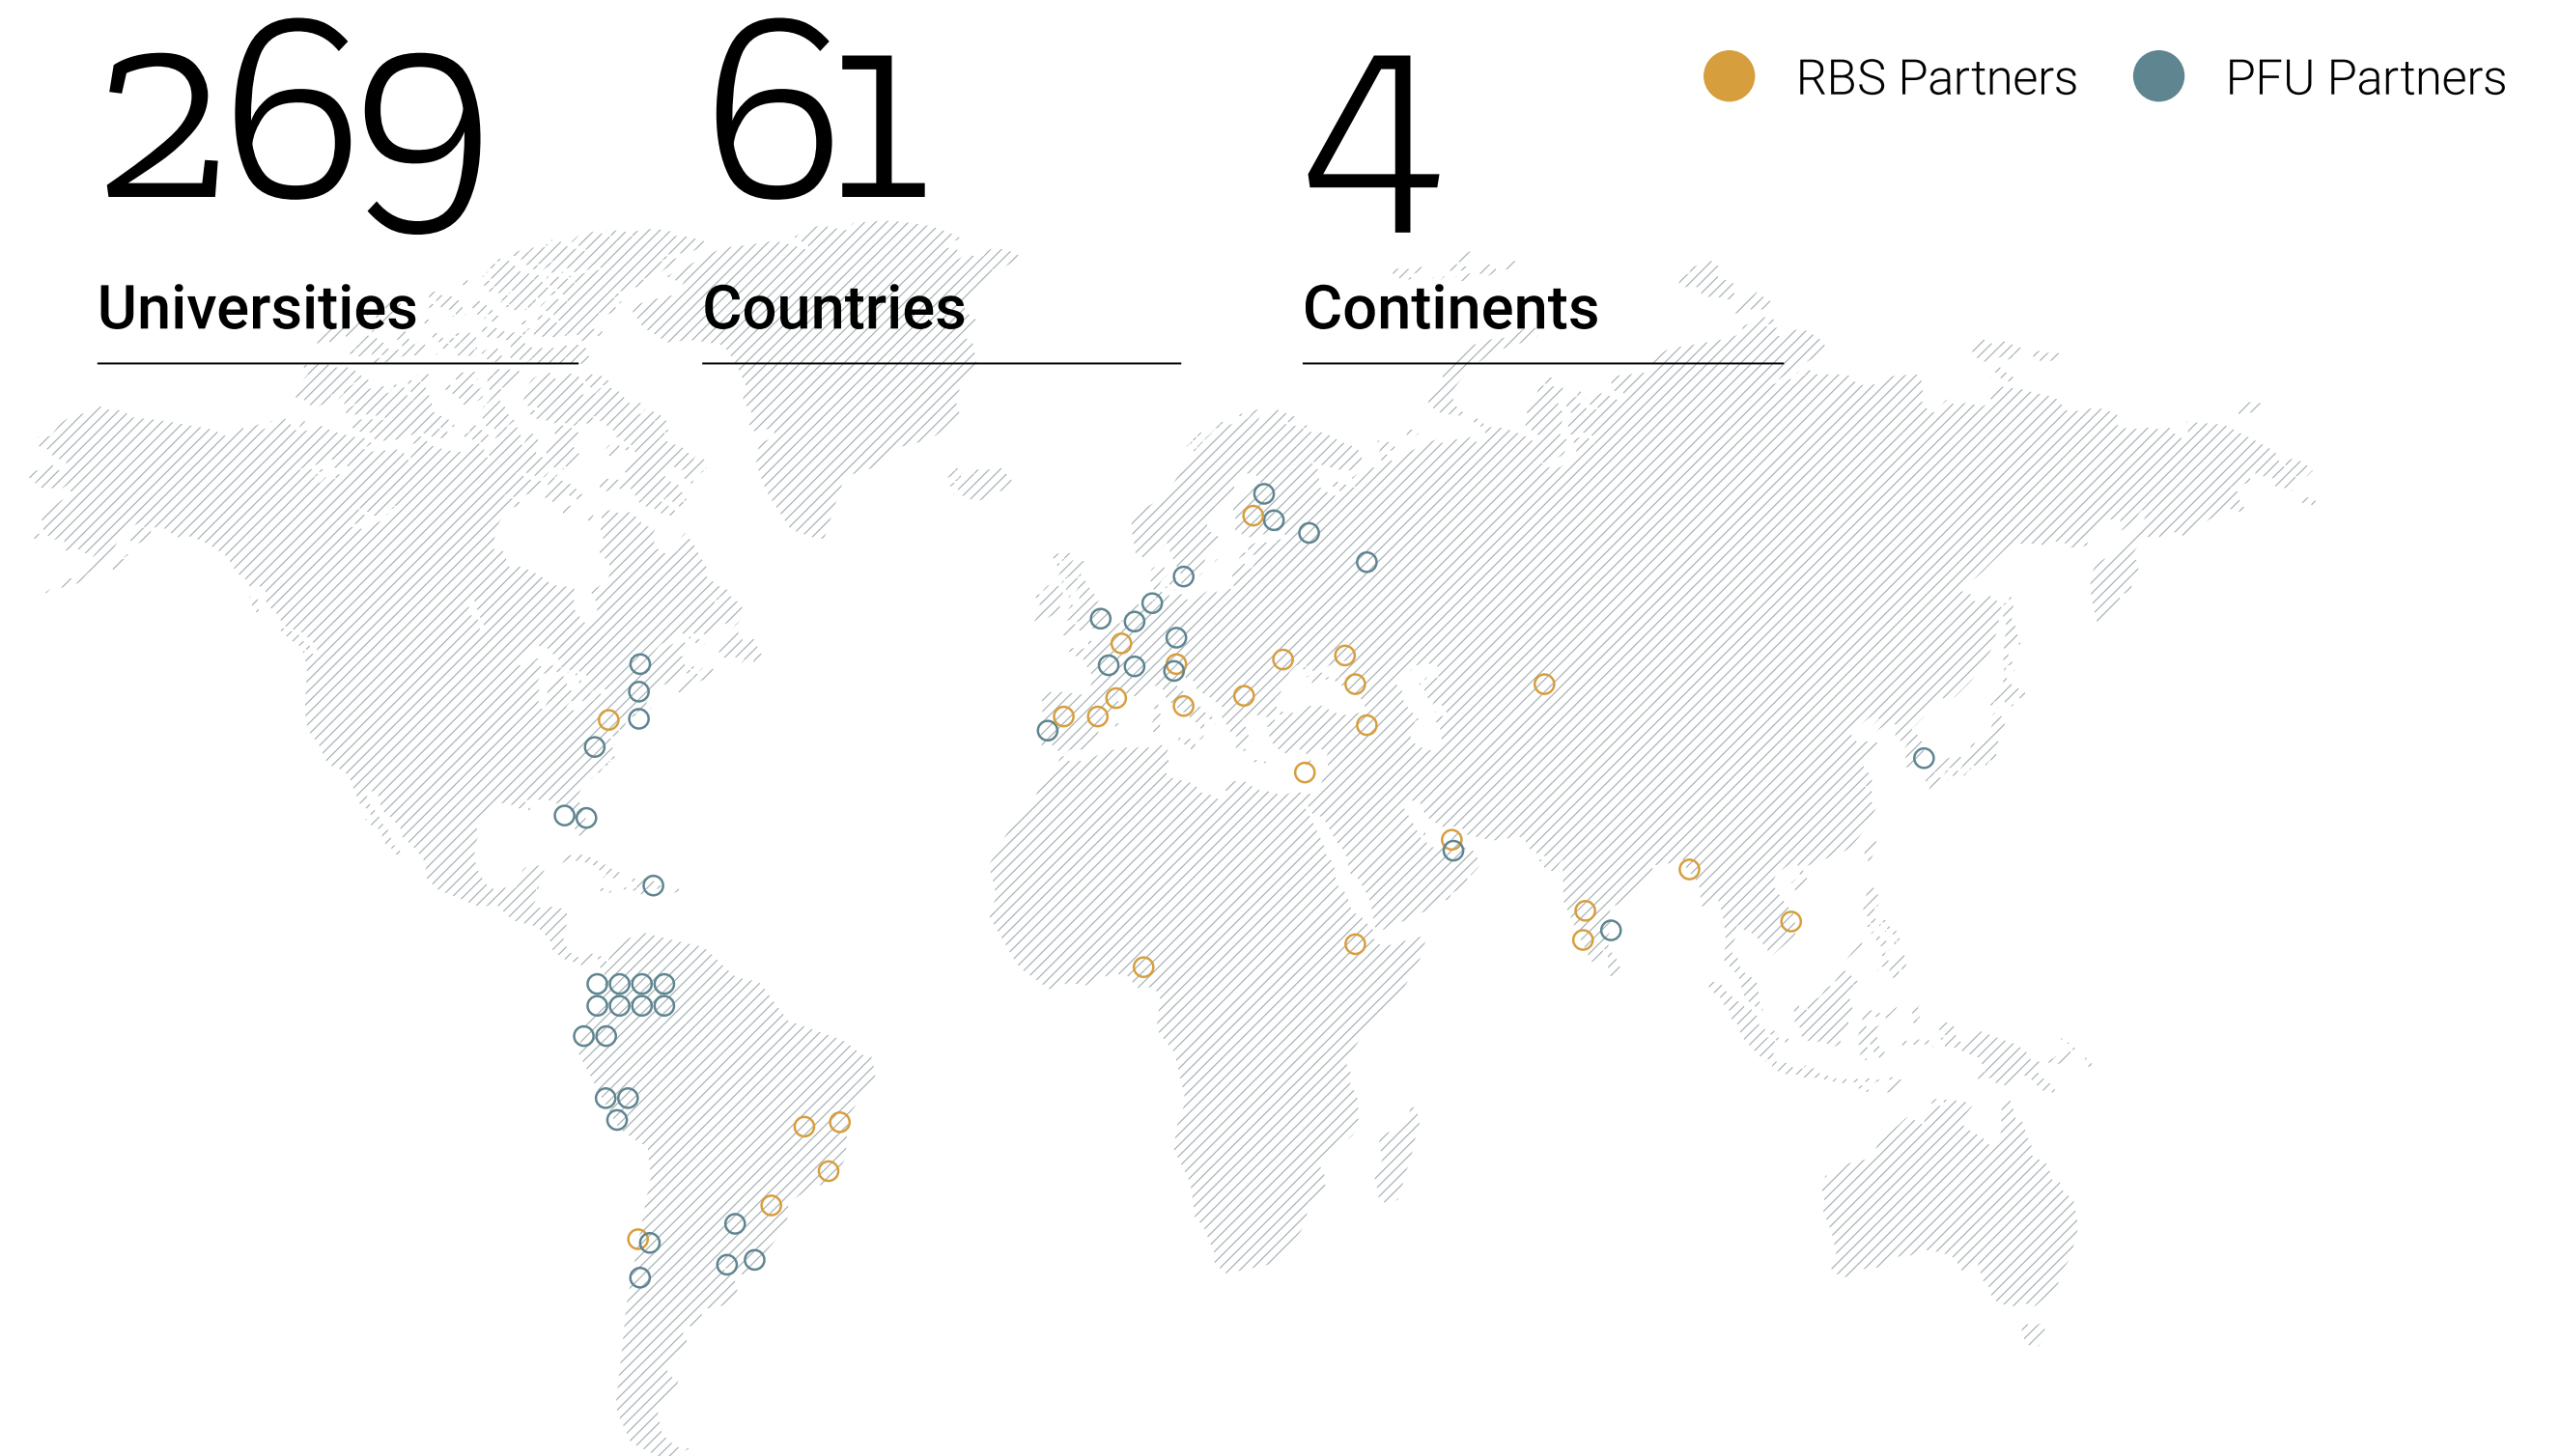 269
Universities
61
Countries
4
Continents
RBS Partners
PFU Partners